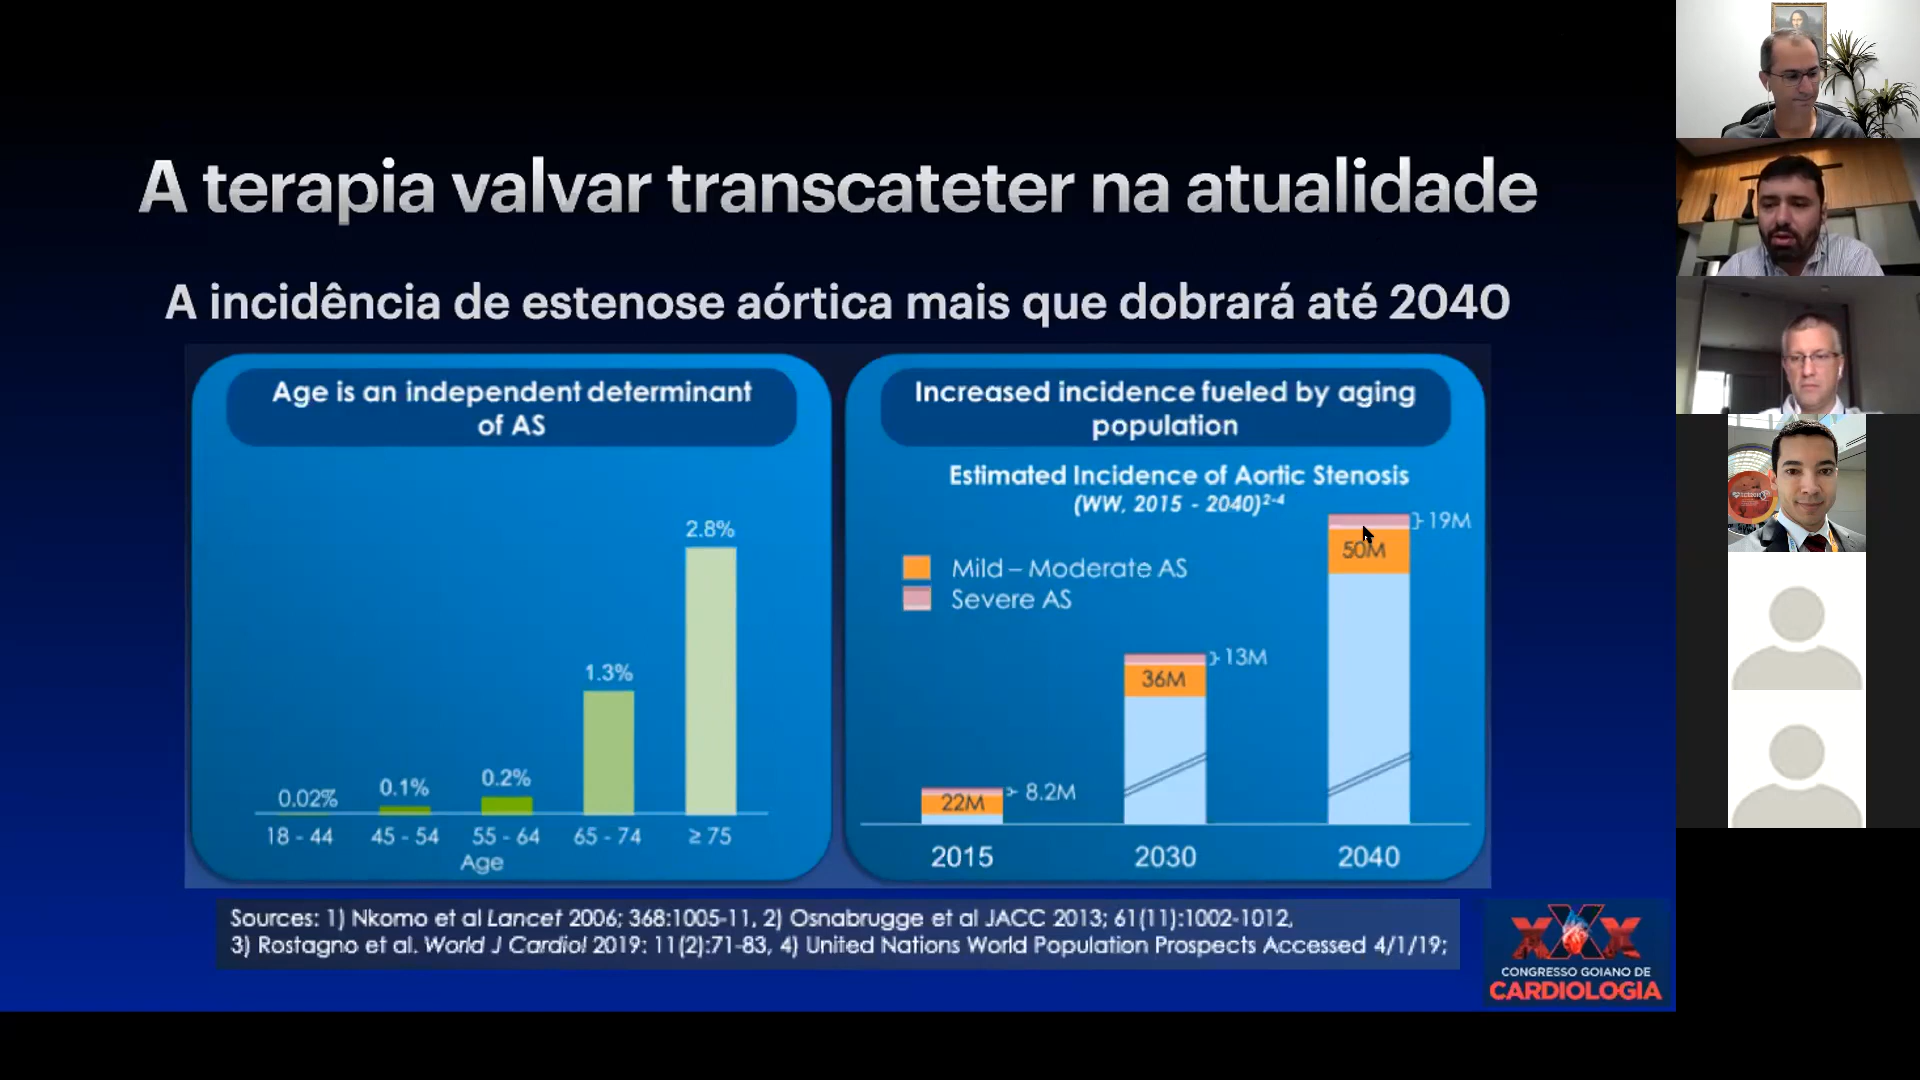 A terapia valvar transcateter na atualidade
A incidência de estenose aórtica mais que dobrará até 2040
Age is an independent determinant
of AS
2.8%
1.3%
0.2%
0.1%
0.02%
18 - 44
45 - 54
55 - 64
65 - 74
≥ 75
Age
Increased incidence fueled by aging
population
Estimated Incidence of Aortic Stenosis
(WW, 2015 - 2040)²⁻⁴
Mild – Moderate AS
Severe AS
19M
50M
13M
36M
8.2M
22M
2015
2030
2040
Sources: 1) Nkomo et al Lancet 2006; 368:1005-11, 2) Osnabrugge et al JACC 2013; 61(11):1002-1012,
3) Rostagno et al. World J Cardiol 2019: 11(2):71-83, 4) United Nations World Population Prospects Accessed 4/1/19;
XXX
CONGRESSO GOIANO DE
CARDIOLOGIA